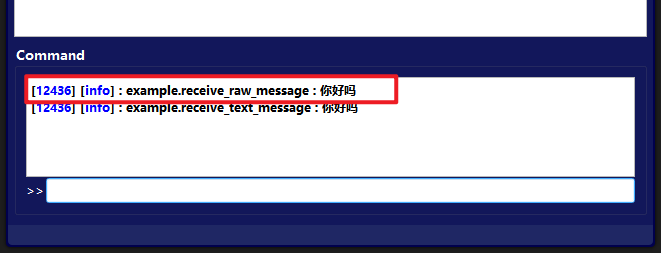 Command
[12436] [info] : example.receive_raw_message : 你好吗
[12436] [info] : example.receive_text_message : 你好吗
>>